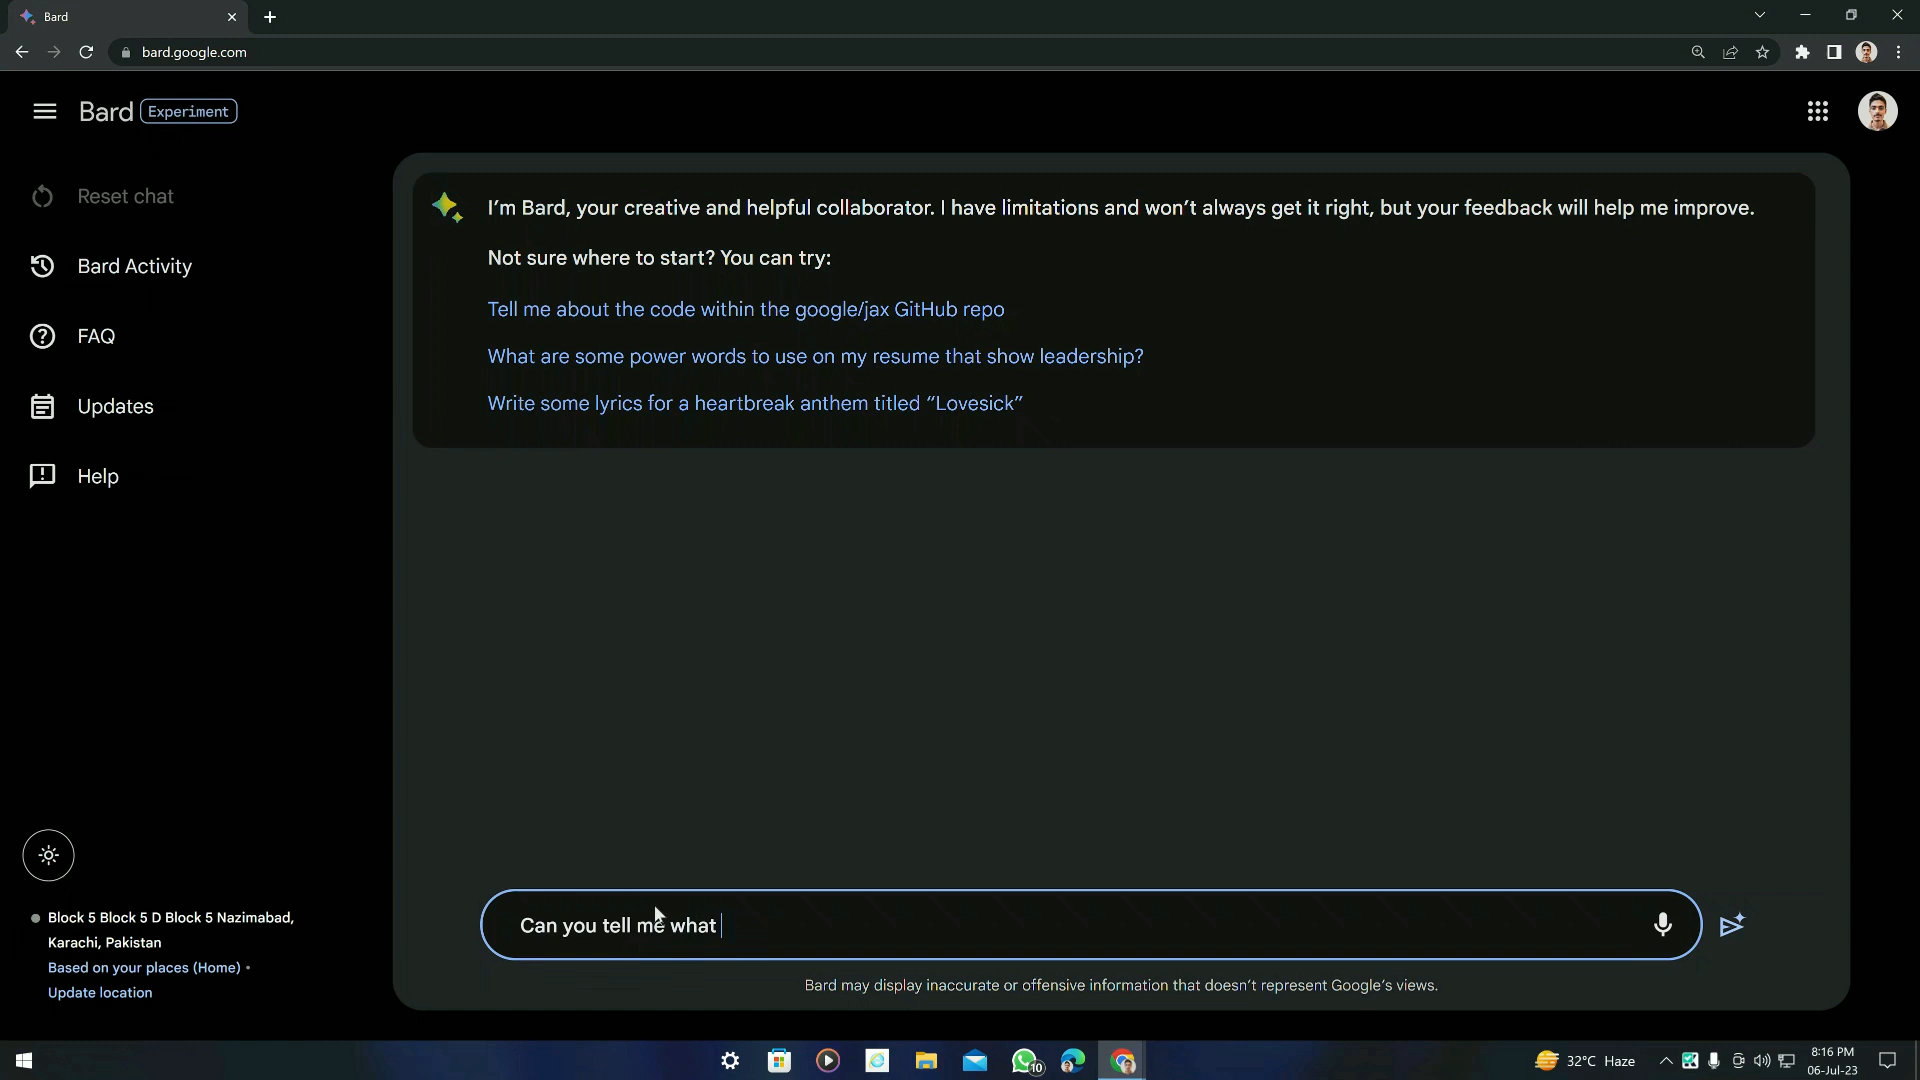 Bard
bard.google.com
Bard Experiment
Reset chat
Bard Activity
FAQ
Updates
Help
I'm Bard, your creative and helpful collaborator. I have limitations and won't always get it right, but your feedback will help me improve.
Not sure where to start? You can try:
Tell me about the code within the google/jax GitHub repo
What are some power words to use on my resume that show leadership?
Write some lyrics for a heartbreak anthem titled “Lovesick”
Block 5 Block 5 D Block 5 Nazimabad,
Karachi, Pakistan
Based on your places (Home) •
Update location
Can you tell me what
Bard may display inaccurate or offensive information that doesn't represent Google's views.
10
32°C Haze
8:16 PM
06-Jul-23